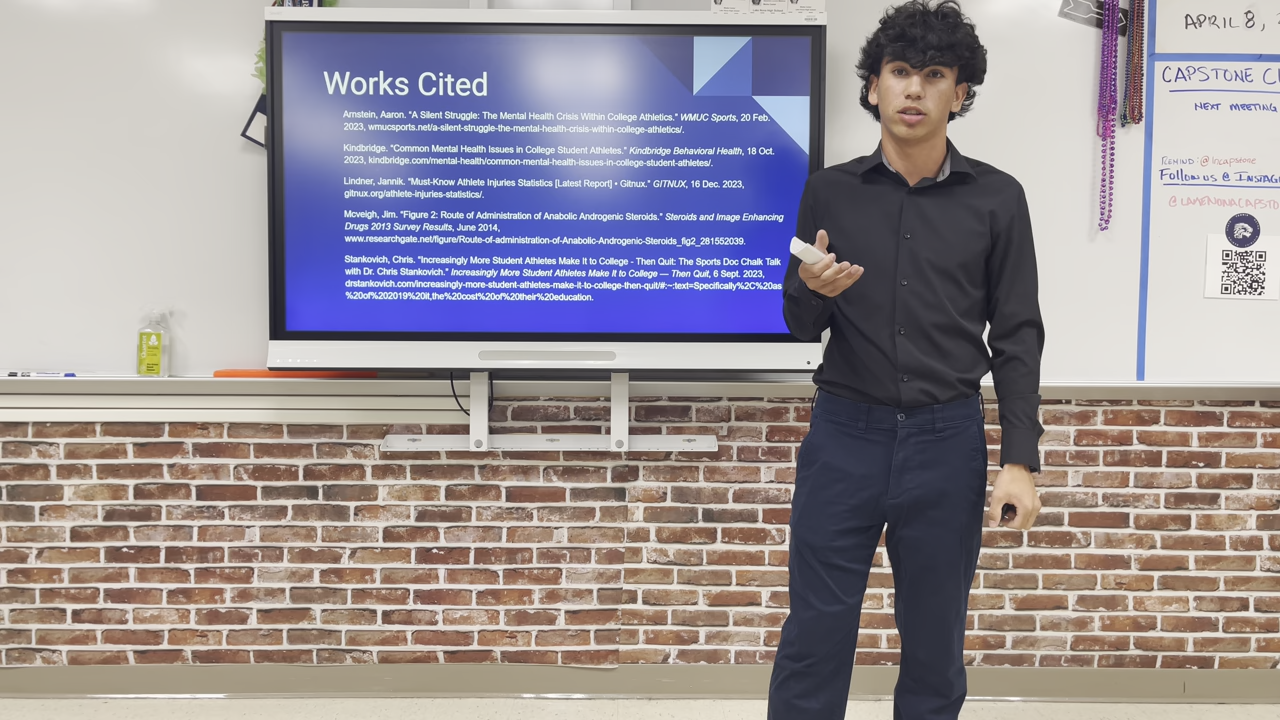 Works Cited
Arnstein, Aaron. "A Silent Struggle: The Mental Health Crisis Within College Athletics." WMUC Sports, 20 Feb.
2023, wmucsports.net/a-silent-struggle-the-mental-health-crisis-within-college-athletics/.
Kindbridge. "Common Mental Health Issues in College Student Athletes." Kindbridge Behavioral Health, 18 Oct.
2023, kindbridge.com/mental-health/common-mental-health-issues-in-college-student-athletes/.
Lindner, Jannik. "Must-Know Athlete Injuries Statistics [Latest Report] • Gitnux." GITNUX, 16 Dec. 2023,
gitnux.org/athlete-injuries-statistics/.
Mcveigh, Jim. "Figure 2: Route of Administration of Anabolic Androgenic Steroids." Steroids and Image Enhancing
Drugs 2013 Survey Results, June 2014,
www.researchgate.net/figure/Route-of-administration-of-Anabolic-Androgenic-Steroids_fig2_281552039.
Stankovich, Chris. "Increasingly More Student Athletes Make It to College - Then Quit: The Sports Doc Chalk Talk
with Dr. Chris Stankovich." Increasingly More Student Athletes Make It to College — Then Quit, 6 Sept. 2023,
drstankovich.com/increasingly-more-student-athletes-make-it-to-college-then-quit/#:~:text=Specifically%2C%20as
%20of%202019%20it,the%20cost%20of%20their%20education.
APRIL 8,
CAPSTONE
NEXT MEETING
REMIND: @lncapstone
Follow us @